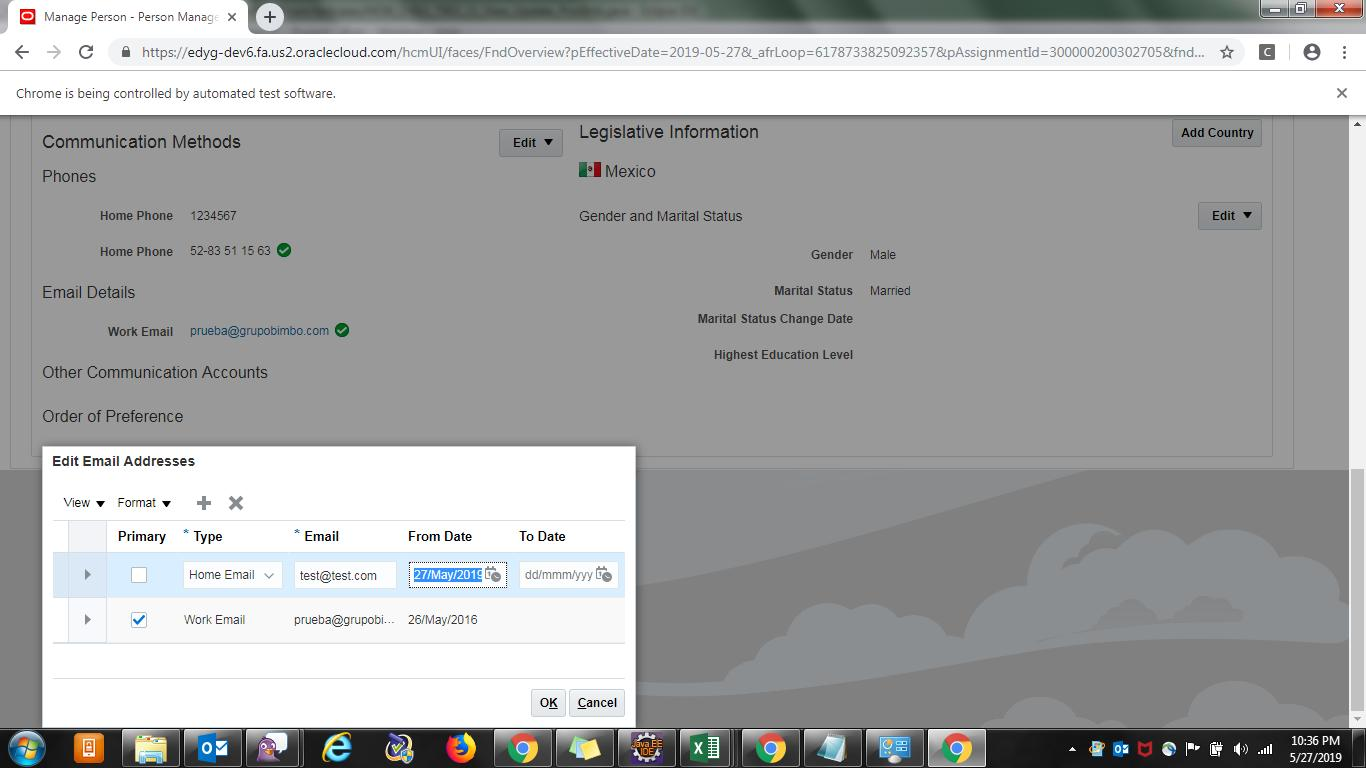 Manage Person - Person Manage
https://edyg-dev6.fa.us2.oraclecloud.com/hcmUI/faces/FndOverview?pEffectiveDate=2019-05-27&_afrLoop=6178733825092357&pAssignmentId=300000200302705&fnd...
C
Chrome is being controlled by automated test software.
Communication Methods
Edit
Legislative Information
Add Country
Phones
Mexico
Home Phone 1234567
Gender and Marital Status
Edit
Home Phone 52-83 51 15 63
Gender Male
Email Details
Marital Status Married
Work Email prueba@grupobimbo.com
Marital Status Change Date
Highest Education Level
Other Communication Accounts
Order of Preference
Edit Email Addresses
View Format
Primary * Type * Email From Date To Date
Home Email test@test.com 27/May/2019 dd/mmm/yyy
Work Email prueba@grupobi... 26/May/2016
OK Cancel
Java EE
IDE
10:36 PM
5/27/2019